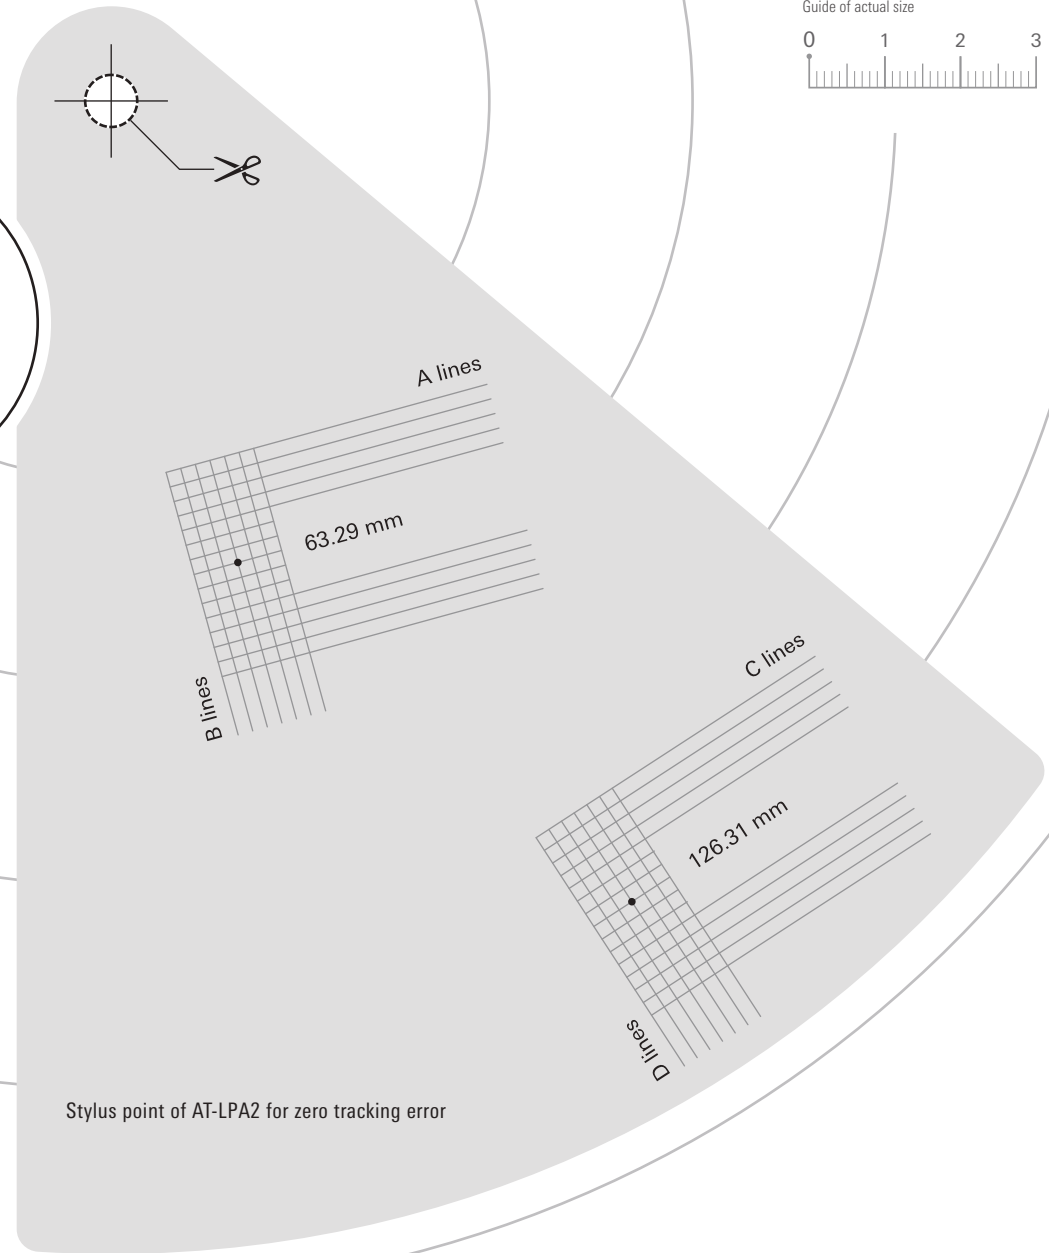 Guide of actual size
0 1 2 3
A lines
63.29 mm
B lines
C lines
126.31 mm
D lines
Stylus point of AT-LPA2 for zero tracking error